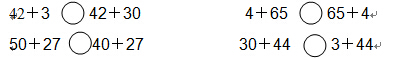 42+3 ◯ 42+30 4+65 ◯ 65+4↵
50+27 ◯ 40+27 30+44 ◯ 3+44↵